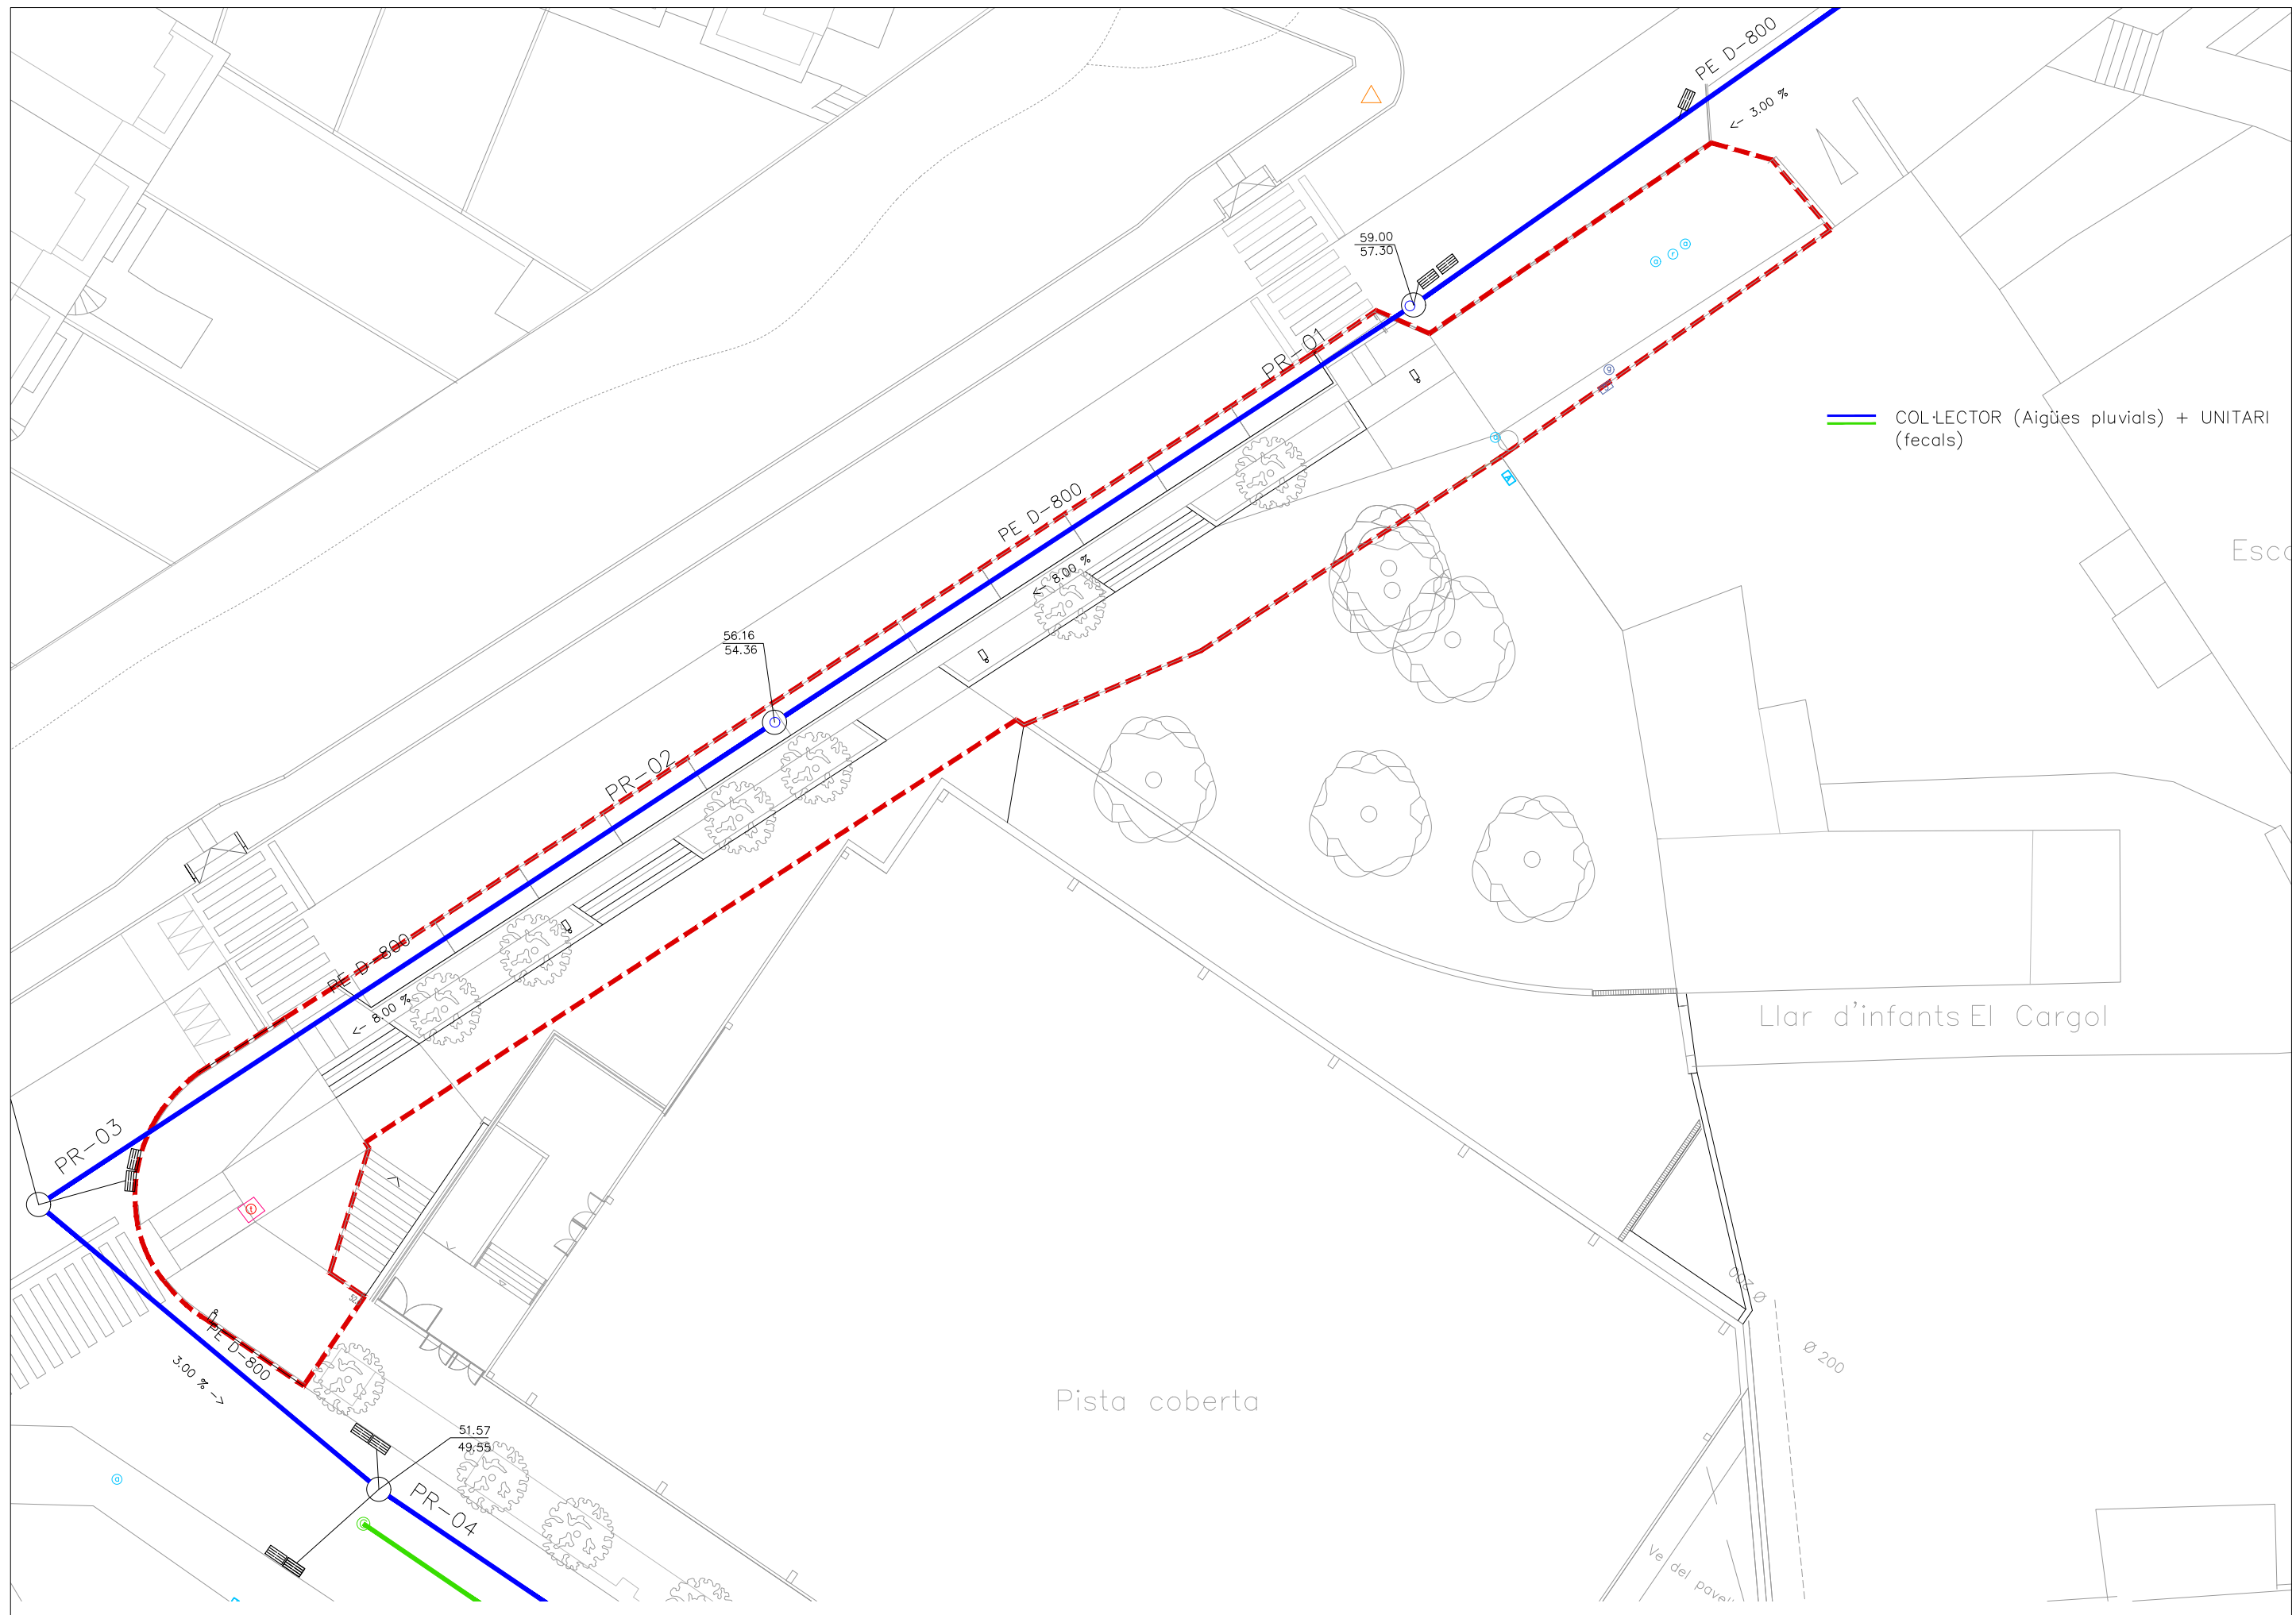 PE D-800
<- 3.00 %
59.00
57.30
PR-01
COL·LECTOR (Aigües pluvials) + UNITARI
(fecals)
PE D-800
<- 8.00 %
56.16
54.36
PR-02
PE D-800
<- 8.00 %
Llar d'infants El Cargol
PR-03
Ø 200
Ø 200
PE D-800
3.00 % ->
Pista coberta
51.57
49.55
PR-04
Ve del